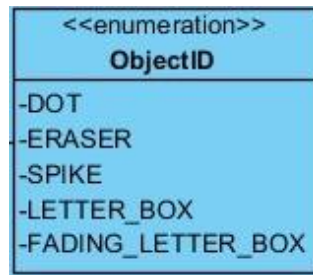 <<enumeration>>
ObjectID
-DOT
-ERASER
-SPIKE
-LETTER_BOX
-FADING_LETTER_BOX